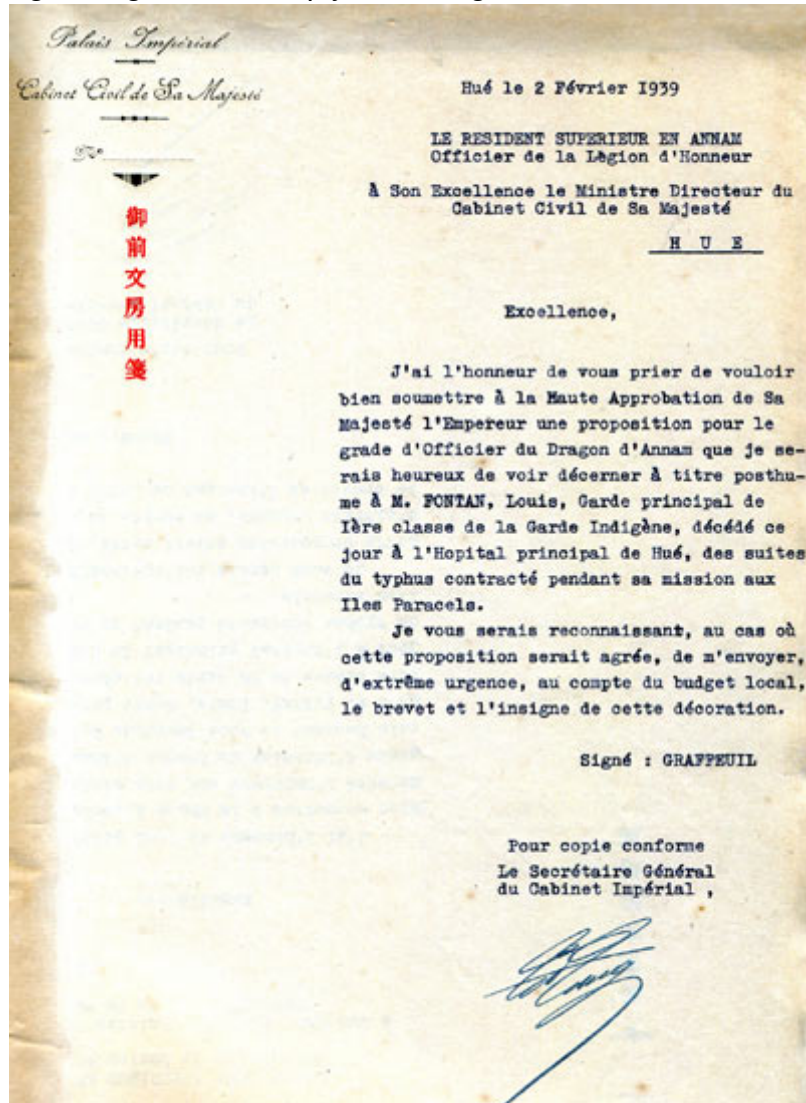 Palais Impérial
Cabinet Civil de Sa Majesté
N°
御前文房用箋
Hué le 2 Février I939
LE RESIDENT SUPERIEUR EN ANNAM
Officier de la Légion d'Honneur
à Son Excellence le Ministre Directeur du
Cabinet Civil de Sa Majesté
H U E
Excellence,
J'ai l'honneur de vous prier de vouloir
bien soumettre à la Haute Approbation de Sa
Majesté l'Empereur une proposition pour le
grade d'Officier du Dragon d'Annam que je se-
rais heureux de voir décerner à titre posthu-
me à M. FONTAN, Louis, Garde principal de
Ière classe de la Garde Indigène, décédé ce
jour à l'Hopital principal de Hué, des suites
du typhus contracté pendant sa mission aux
Iles Paracels.
Je vous serais reconnaissant, au cas où
cette proposition serait agrée, de m'envoyer,
d'extrême urgence, au compte du budget local,
le brevet et l'insigne de cette décoration.
Signé : GRAFFEUIL
Pour copie conforme
Le Secrétaire Général
du Cabinet Impérial ,